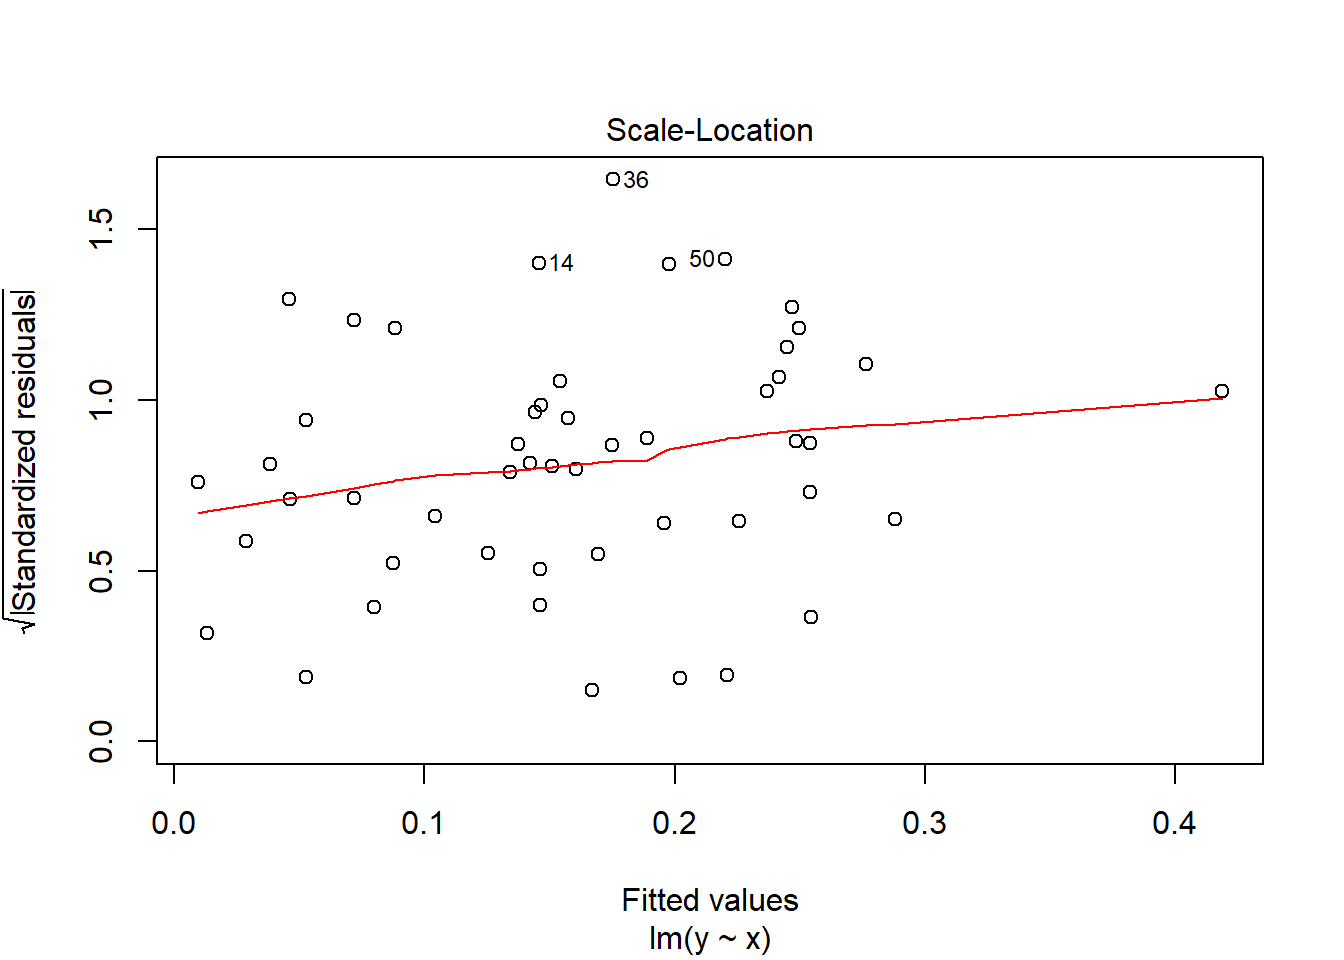 Scale-Location
√|Standardized residuals|
1.5
1.0
0.5
0.0
36
14
50
0.0 0.1 0.2 0.3 0.4
Fitted values
lm(y ~ x)